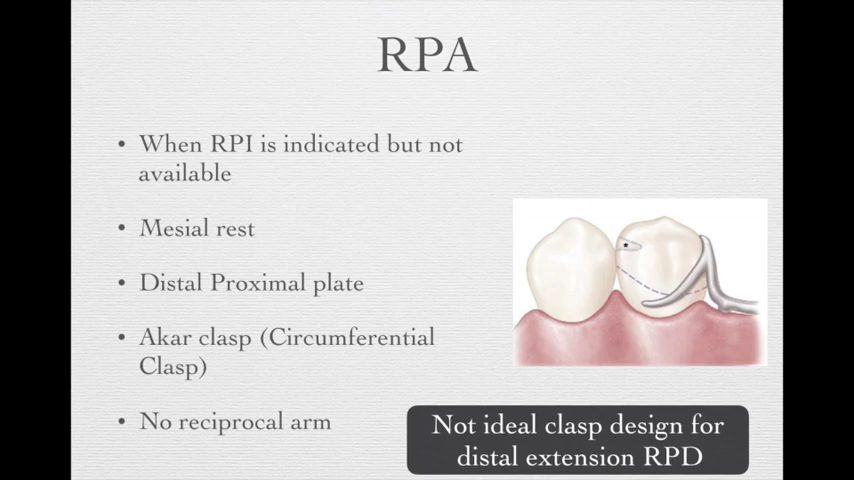 RPA
• When RPI is indicated but not
available
• Mesial rest
• Distal Proximal plate
• Akar clasp (Circumferential
Clasp)
• No reciprocal arm
Not ideal clasp design for
distal extension RPD